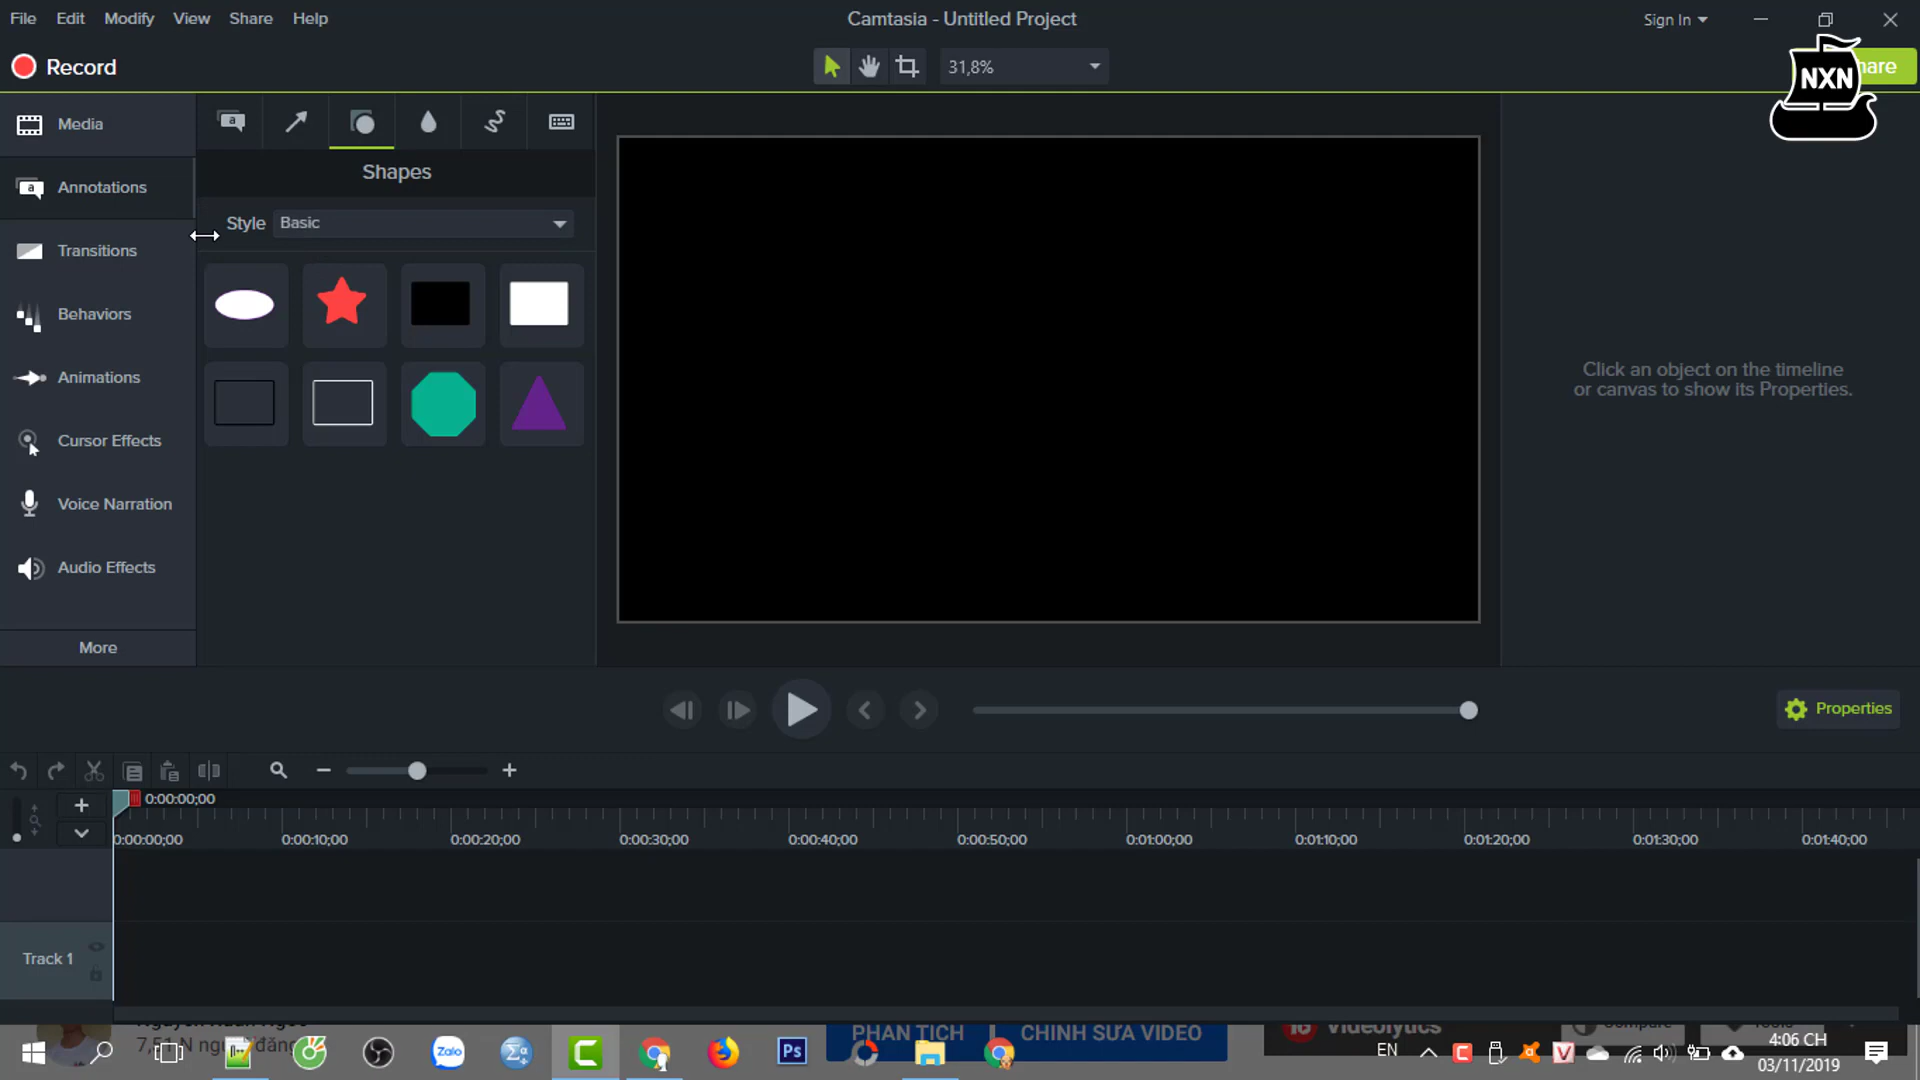 File Edit Modify View Share Help
Camtasia - Untitled Project
Sign In
Record
31,8%
NXN
Media
Annotations
Transitions
Behaviors
Animations
Cursor Effects
Voice Narration
Audio Effects
More
a
Shapes
Style Basic
Click an object on the timeline
or canvas to show its Properties.
Properties
0:00:00;00
0:00:00;00 0:00:10;00 0:00:20;00 0:00:30;00 0:00:40;00 0:00:50;00 0:01:00;00 0:01:10;00 0:01:20;00 0:01:30;00 0:01:40;00
Track 1
PHÂN TÍCH CHỈNH SỬA VIDEO Videolytics
Zalo Ps EN 4:06 CH
03/11/2019